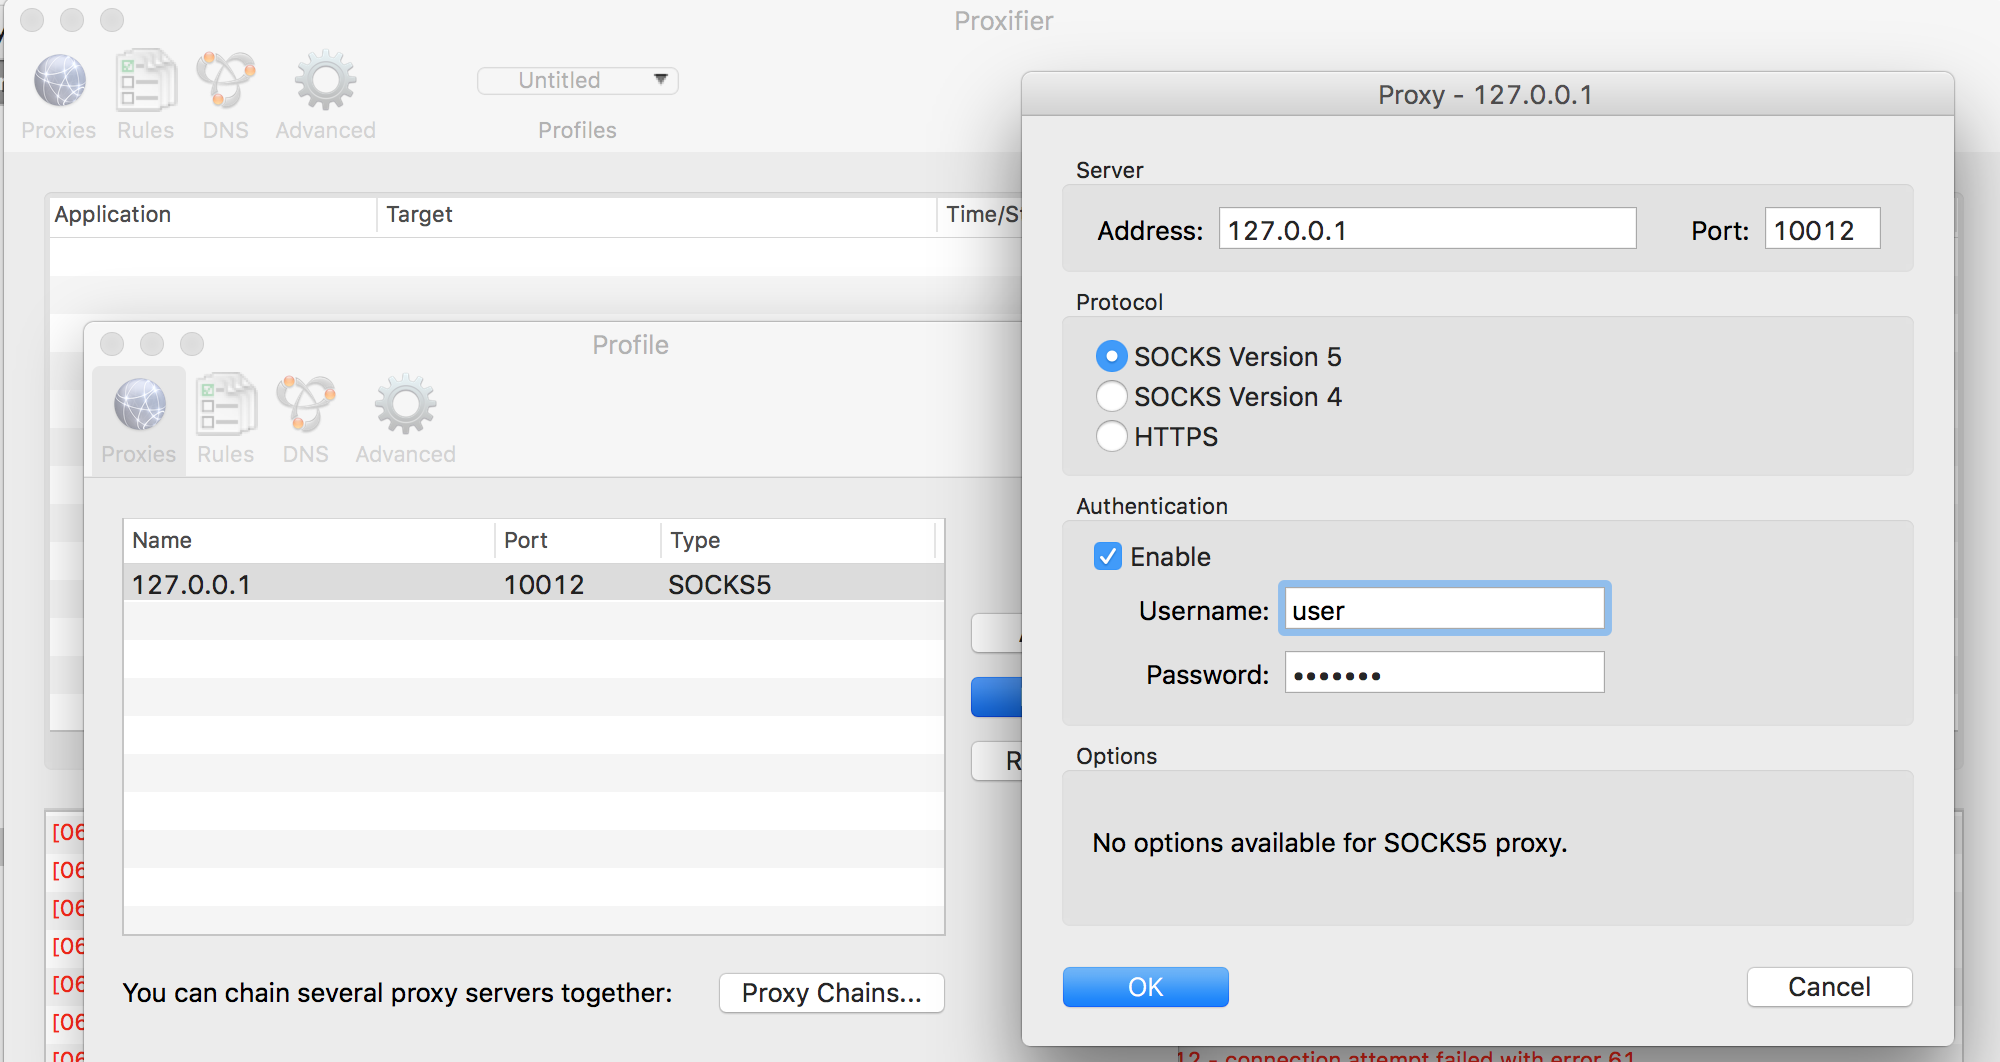 Proxifier
Proxies Rules DNS Advanced
Untitled
Profiles
Application Target Time/S
Profile
Proxies Rules DNS Advanced
Name Port Type
127.0.0.1 10012 SOCKS5
You can chain several proxy servers together: Proxy Chains...
[06
[06
[06
[06
[06
[06
[06
Proxy - 127.0.0.1
Server
Address: 127.0.0.1 Port: 10012
Protocol
SOCKS Version 5
SOCKS Version 4
HTTPS
Authentication
Enable
Username: user
Password: •••••••
Options
No options available for SOCKS5 proxy.
OK Cancel
12 - connection attempt failed with error 61